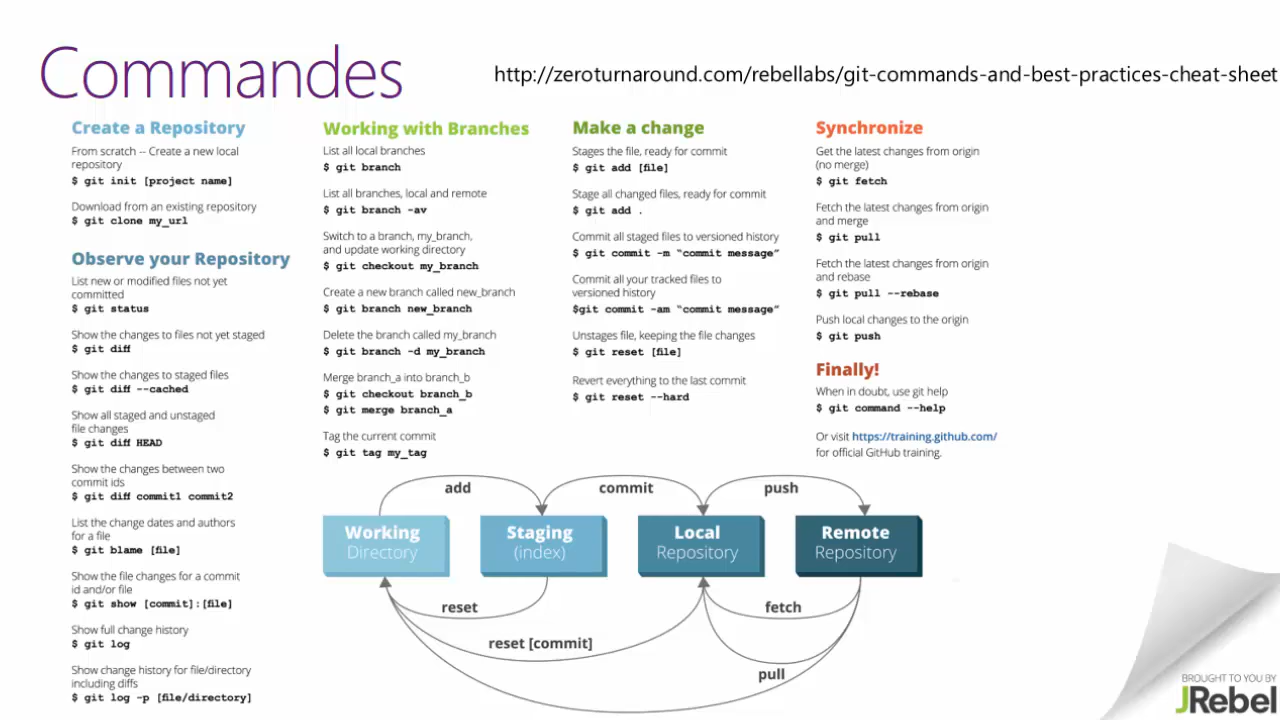 Commandes
http://zeroturnaround.com/rebellabs/git-commands-and-best-practices-cheat-sheet
Create a Repository
From scratch -- Create a new local
repository
$ git init [project name]
Download from an existing repository
$ git clone my_url
Observe your Repository
List new or modified files not yet
committed
$ git status
Show the changes to files not yet staged
$ git diff
Show the changes to staged files
$ git diff --cached
Show all staged and unstaged
file changes
$ git diff HEAD
Show the changes between two
commit ids
$ git diff commit1 commit2
List the change dates and authors
for a file
$ git blame [file]
Show the file changes for a commit
id and/or file
$ git show [commit]:[file]
Show full change history
$ git log
Show change history for file/directory
including diffs
$ git log -p [file/directory]
Working with Branches
List all local branches
$ git branch
List all branches, local and remote
$ git branch -av
Switch to a branch, my_branch,
and update working directory
$ git checkout my_branch
Create a new branch called new_branch
$ git branch new_branch
Delete the branch called my_branch
$ git branch -d my_branch
Merge branch_a into branch_b
$ git checkout branch_b
$ git merge branch_a
Tag the current commit
$ git tag my_tag
Make a change
Stages the file, ready for commit
$ git add [file]
Stage all changed files, ready for commit
$ git add .
Commit all staged files to versioned history
$ git commit -m “commit message”
Commit all your tracked files to
versioned history
$git commit -am “commit message”
Unstages file, keeping the file changes
$ git reset [file]
Revert everything to the last commit
$ git reset --hard
Synchronize
Get the latest changes from origin
(no merge)
$ git fetch
Fetch the latest changes from origin
and merge
$ git pull
Fetch the latest changes from origin
and rebase
$ git pull --rebase
Push local changes to the origin
$ git push
Finally!
When in doubt, use git help
$ git command --help
Or visit https://training.github.com/
for official GitHub training.
add
commit
push
Working
Directory
Staging
(index)
Local
Repository
Remote
Repository
reset
fetch
reset [commit]
pull
BROUGHT TO YOU BY
JRebel